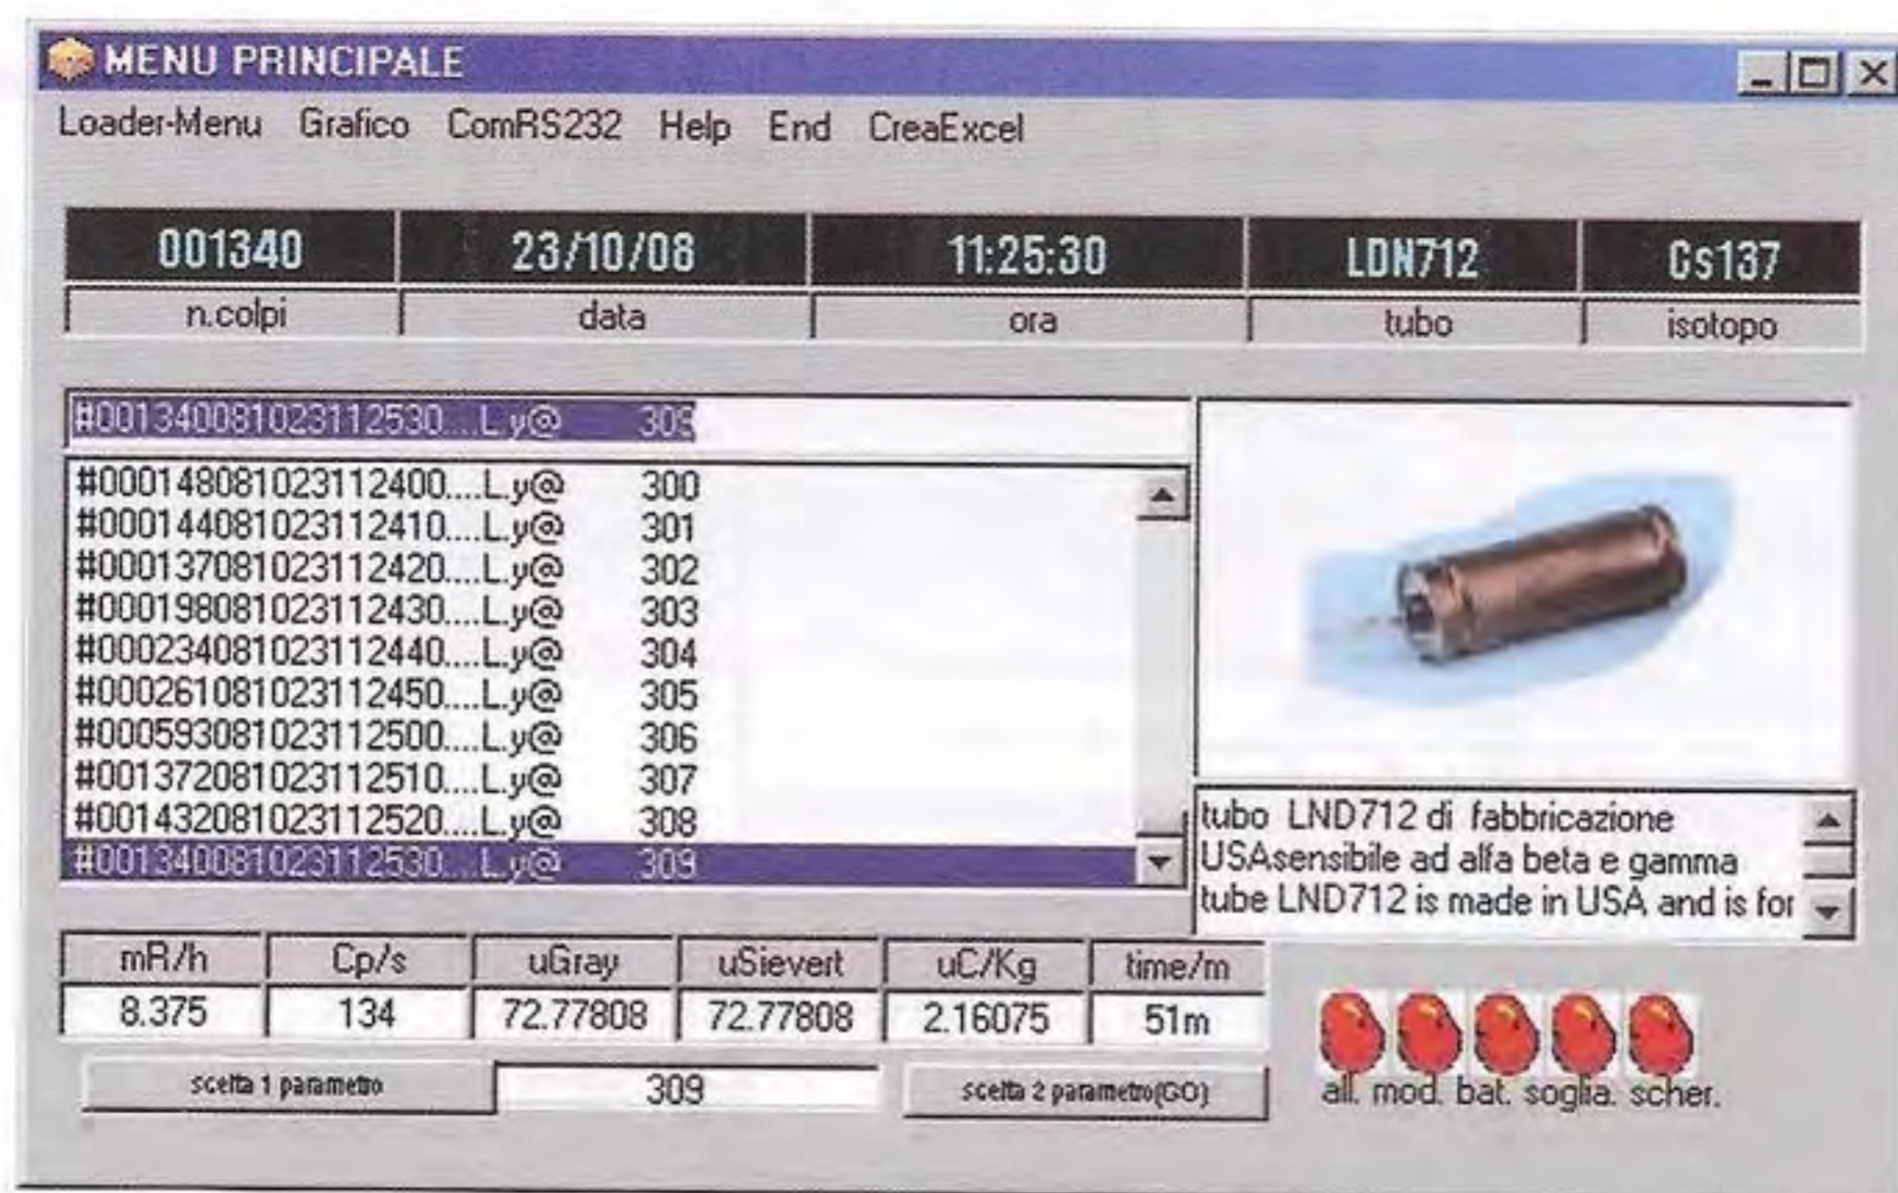 MENU PRINCIPALE
Loader-Menu Grafico ComRS232 Help End CreaExcel
001340 23/10/08 11:25:30 LDN712 Cs137
n.colpi data ora tubo isotopo
#001340081023112530....L.y@ 309
#000148081023112400....L.y@ 300
#000144081023112410....L.y@ 301
#000137081023112420....L.y@ 302
#000198081023112430....L.y@ 303
#000234081023112440....L.y@ 304
#000261081023112450....L.y@ 305
#000593081023112500....L.y@ 306
#001372081023112510....L.y@ 307
#001432081023112520....L.y@ 308
#001340081023112530....L.y@ 309
tubo LND712 di fabbricazione
USAsensibile ad alfa beta e gamma
tube LND712 is made in USA and is for
mR/h Cp/s uGray uSievert uC/Kg time/m
8.375 134 72.77808 72.77808 2.16075 51m
scelta 1 parametro 309 scelta 2 parametro(GO)
all. mod. bat. soglia. scher.